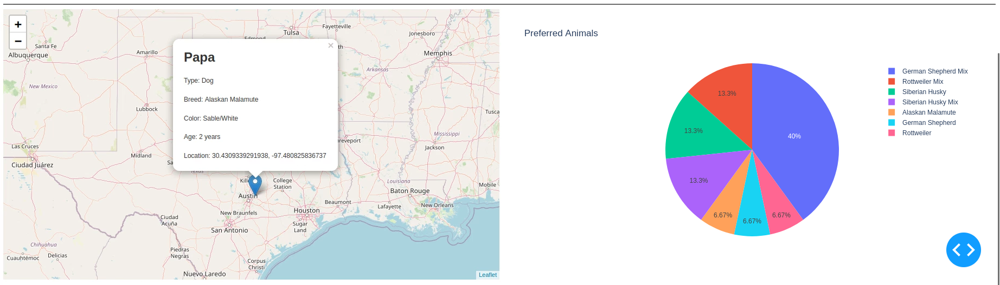 +
−
Papa
×
Type: Dog
Breed: Alaskan Malamute
Color: Sable/White
Age: 2 years
Location: 30.4309339291938, -97.480825836737
Fayetteville
Tulsa
Edmond
Jonesboro
Santa Fe
Albuquerque
Amarillo
th
Memphis
Arkansas
New Mexico
Lubbock
Tusca
Mississippi
Las Cruces
hreveport
Jackson
Midland
Sa
Ciudad Juárez
Texas
Kille
College
Station
Louisiana
Mobile
Austin
Baton Rouge
Beaumont
Lafayette
New Orleans
New Braunfels
Houston
Ciudad
Acuña
Sugar
Land
San Antonio
Chihuahua
Piedras
Negras
Cuauhtémoc
Delicias
Corpus
Christi
Nuevo Laredo
Leaflet
Preferred Animals
13.3%
13.3%
40%
13.3%
6.67%
6.67%
6.67%
German Shepherd Mix
Rottweiler Mix
Siberian Husky
Siberian Husky Mix
Alaskan Malamute
German Shepherd
Rottweiler